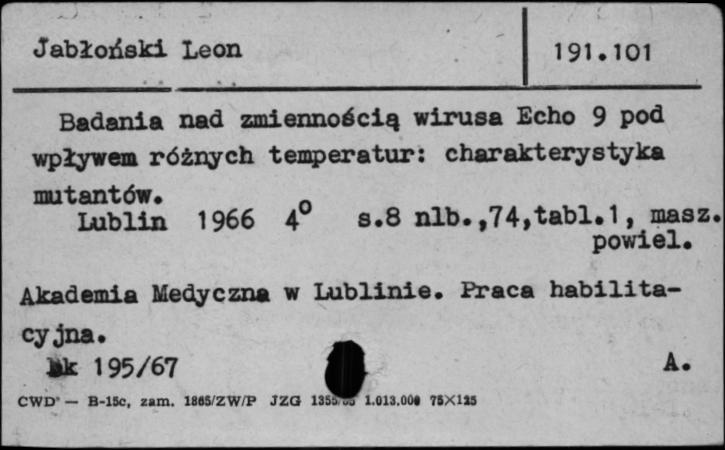 Jabłoński Leon 191.101
Badania nad zmiennością wirusa Echo 9 pod
wpływem różnych temperatur: charakterystyka
mutantów.
Lublin 1966 4° s.8 nlb.,74,tabl.1, masz.
powiel.
Akademia Medyczna w Lublinie. Praca habilita-
cyjna.
195/67 A.
CWD — B-15c, zam. 1865/ZW/P JZG 1.013.000 75X125